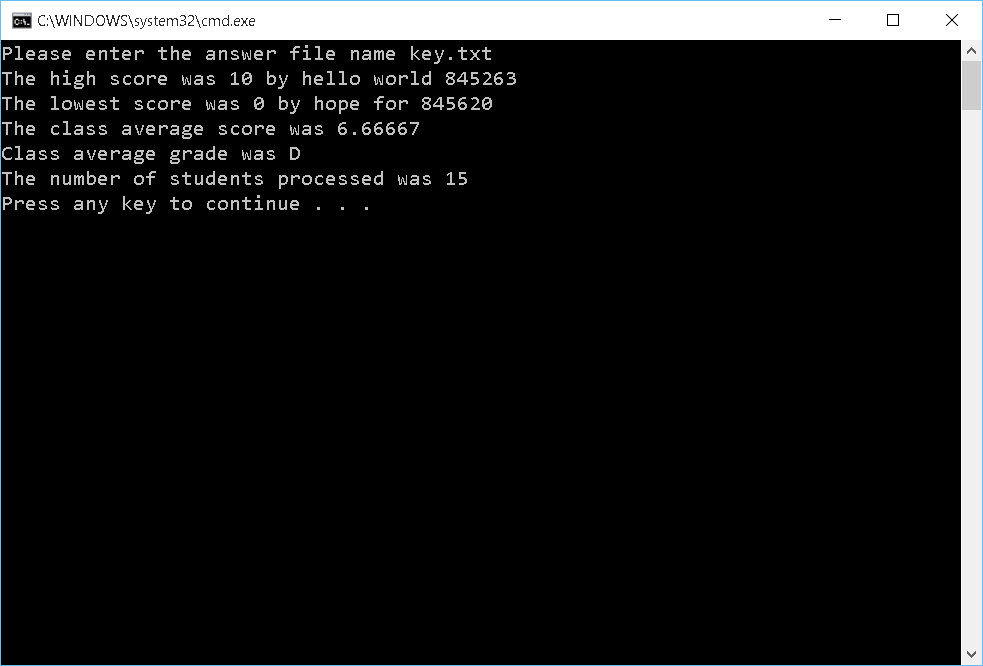 C:\WINDOWS\system32\cmd.exe
Please enter the answer file name key.txt
The high score was 10 by hello world 845263
The lowest score was 0 by hope for 845620
The class average score was 6.66667
Class average grade was D
The number of students processed was 15
Press any key to continue . . .